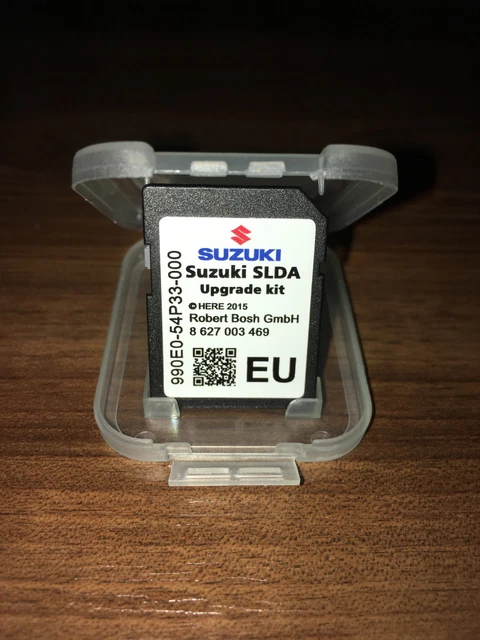 SUZUKI
Suzuki SLDA
Upgrade kit
© HERE 2015
Robert Bosh GmbH
8 627 003 469
EU
990E0-54P33-000